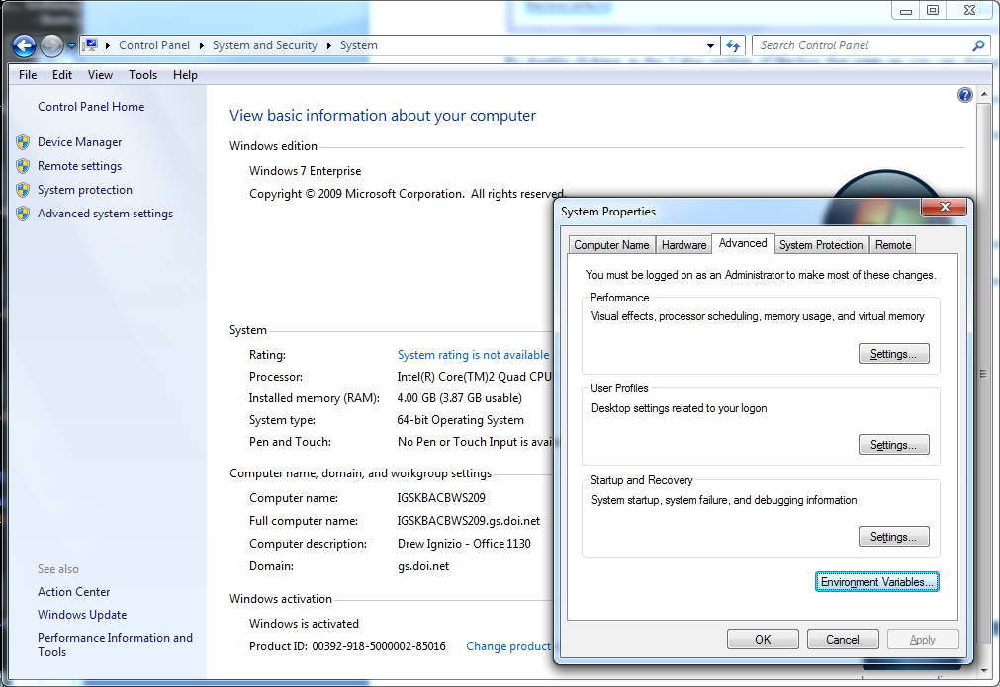 Control Panel
System and Security
System
Search Control Panel
File Edit View Tools Help
Control Panel Home
Device Manager
Remote settings
System protection
Advanced system settings
See also
Action Center
Windows Update
Performance Information and
Tools
View basic information about your computer
Windows edition
Windows 7 Enterprise
Copyright © 2009 Microsoft Corporation. All rights reserved.
System
Rating: System rating is not available
Processor: Intel(R) Core(TM)2 Quad CPU
Installed memory (RAM): 4.00 GB (3.87 GB usable)
System type: 64-bit Operating System
Pen and Touch: No Pen or Touch Input is avai
Computer name, domain, and workgroup settings
Computer name: IGSKBACBWS209
Full computer name: IGSKBACBWS209.gs.doi.net
Computer description: Drew Ignizio - Office 1130
Domain: gs.doi.net
Windows activation
Windows is activated
Product ID: 00392-918-5000002-85016 Change product
System Properties
Computer Name Hardware Advanced System Protection Remote
You must be logged on as an Administrator to make most of these changes.
Performance
Visual effects, processor scheduling, memory usage, and virtual memory
Settings...
User Profiles
Desktop settings related to your logon
Settings...
Startup and Recovery
System startup, system failure, and debugging information
Settings...
Environment Variables...
OK Cancel Apply